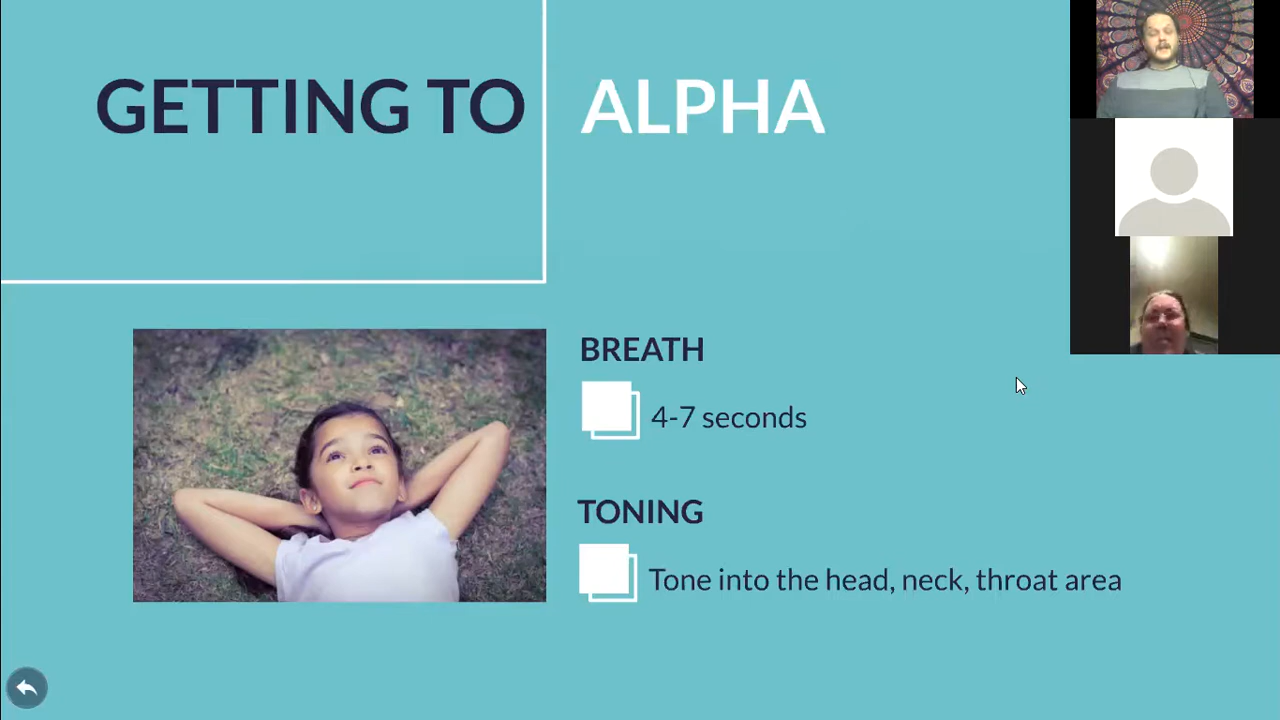 GETTING TO ALPHA
BREATH
4-7 seconds
TONING
Tone into the head, neck, throat area